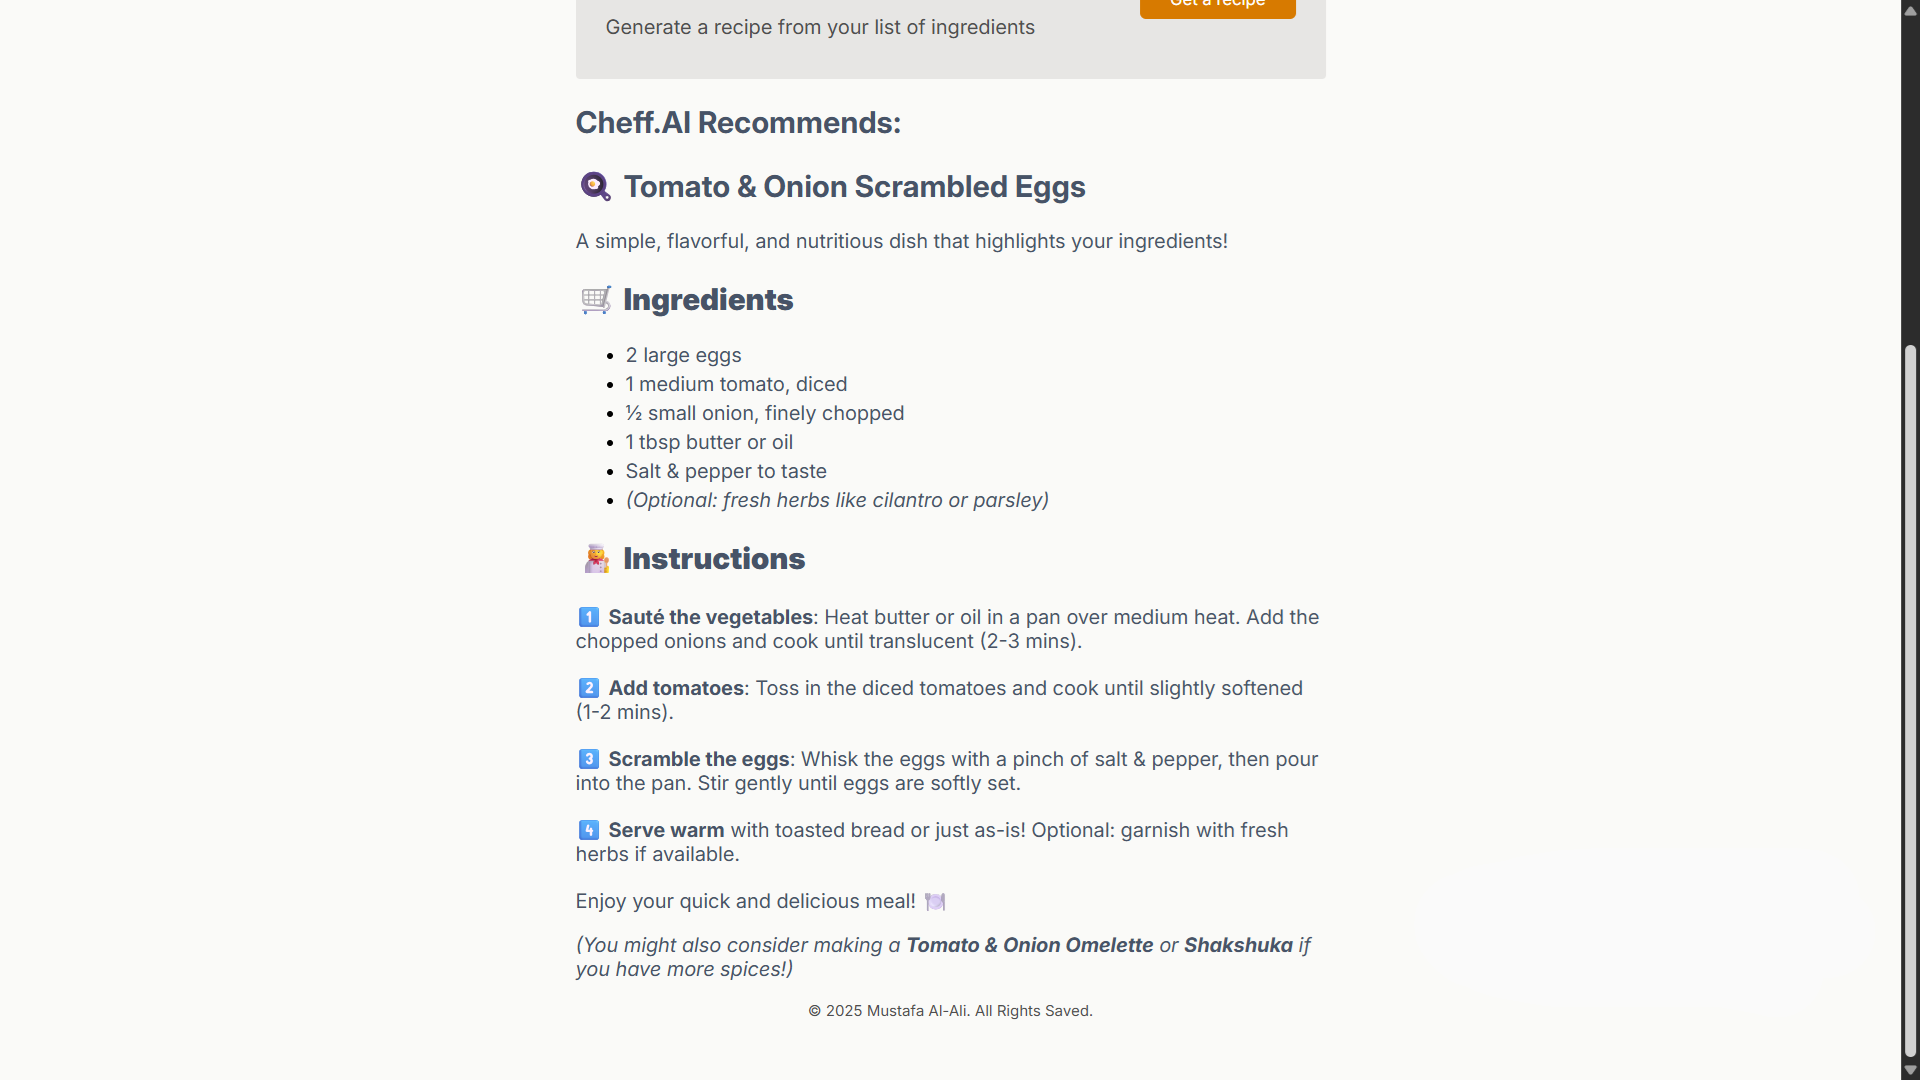 Get a recipe
Generate a recipe from your list of ingredients
Cheff.AI Recommends:
🍳 Tomato & Onion Scrambled Eggs
A simple, flavorful, and nutritious dish that highlights your ingredients!
🛒 Ingredients
• 2 large eggs
• 1 medium tomato, diced
• ½ small onion, finely chopped
• 1 tbsp butter or oil
• Salt & pepper to taste
• (Optional: fresh herbs like cilantro or parsley)
👩‍🍳 Instructions
1️⃣ Sauté the vegetables: Heat butter or oil in a pan over medium heat. Add the
chopped onions and cook until translucent (2-3 mins).
2️⃣ Add tomatoes: Toss in the diced tomatoes and cook until slightly softened
(1-2 mins).
3️⃣ Scramble the eggs: Whisk the eggs with a pinch of salt & pepper, then pour
into the pan. Stir gently until eggs are softly set.
4️⃣ Serve warm with toasted bread or just as-is! Optional: garnish with fresh
herbs if available.
Enjoy your quick and delicious meal! 🍽️
(You might also consider making a Tomato & Onion Omelette or Shakshuka if
you have more spices!)
© 2025 Mustafa Al-Ali. All Rights Saved.